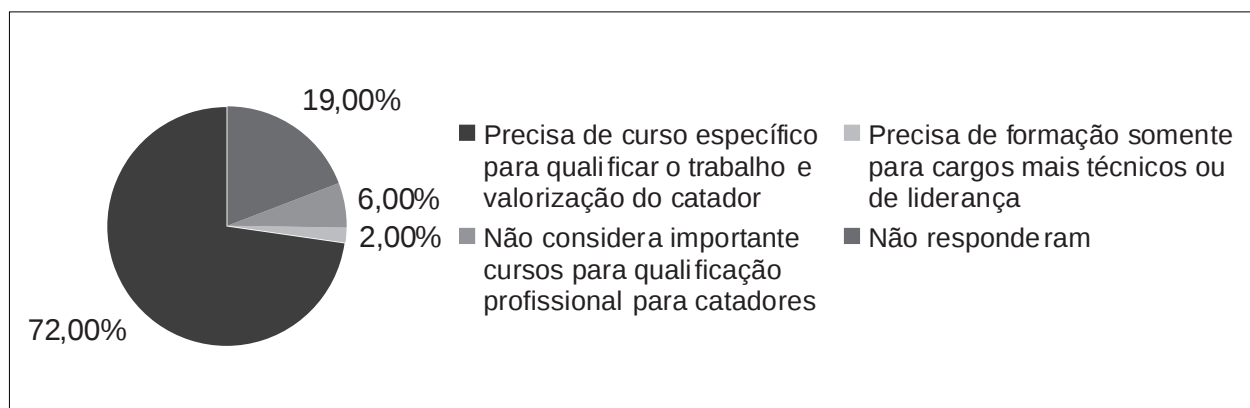 19,00%
6,00%
2,00%
72,00%
Precisa de curso específico
para qualificar o trabalho e
valorização do catador
Não considera importante
cursos para qualificação
profissional para catadores
Precisa de formação somente
para cargos mais técnicos ou
de liderança
Não responderam